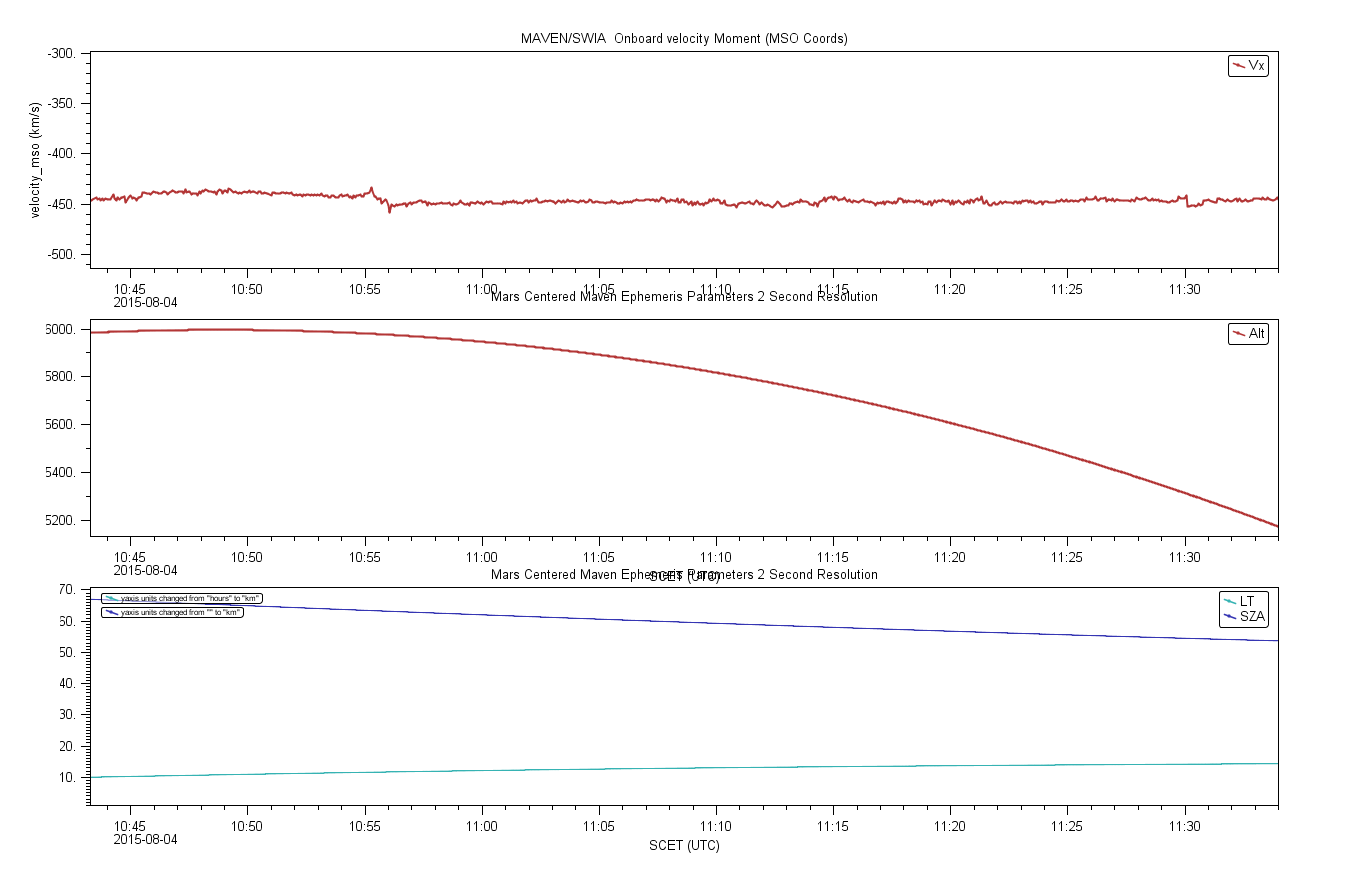 MAVEN/SWIA  Onboard velocity Moment (MSO Coords)
-300.
-350.
-400.
-450.
-500.
velocity_mso (km/s)
Vx
10:45 10:50 10:55 11:00 11:05 11:10 11:15 11:20 11:25 11:30
2015-08-04
Mars Centered Maven Ephemeris Parameters 2 Second Resolution
6000.
5800.
5600.
5400.
5200.
Alt
10:45 10:50 10:55 11:00 11:05 11:10 11:15 11:20 11:25 11:30
2015-08-04
SCET (UTC)
Mars Centered Maven Ephemeris Parameters 2 Second Resolution
70.
60.
50.
40.
30.
20.
10.
yaxis units changed from "hours" to "km"
yaxis units changed from "" to "km"
LT
SZA
10:45 10:50 10:55 11:00 11:05 11:10 11:15 11:20 11:25 11:30
2015-08-04
SCET (UTC)